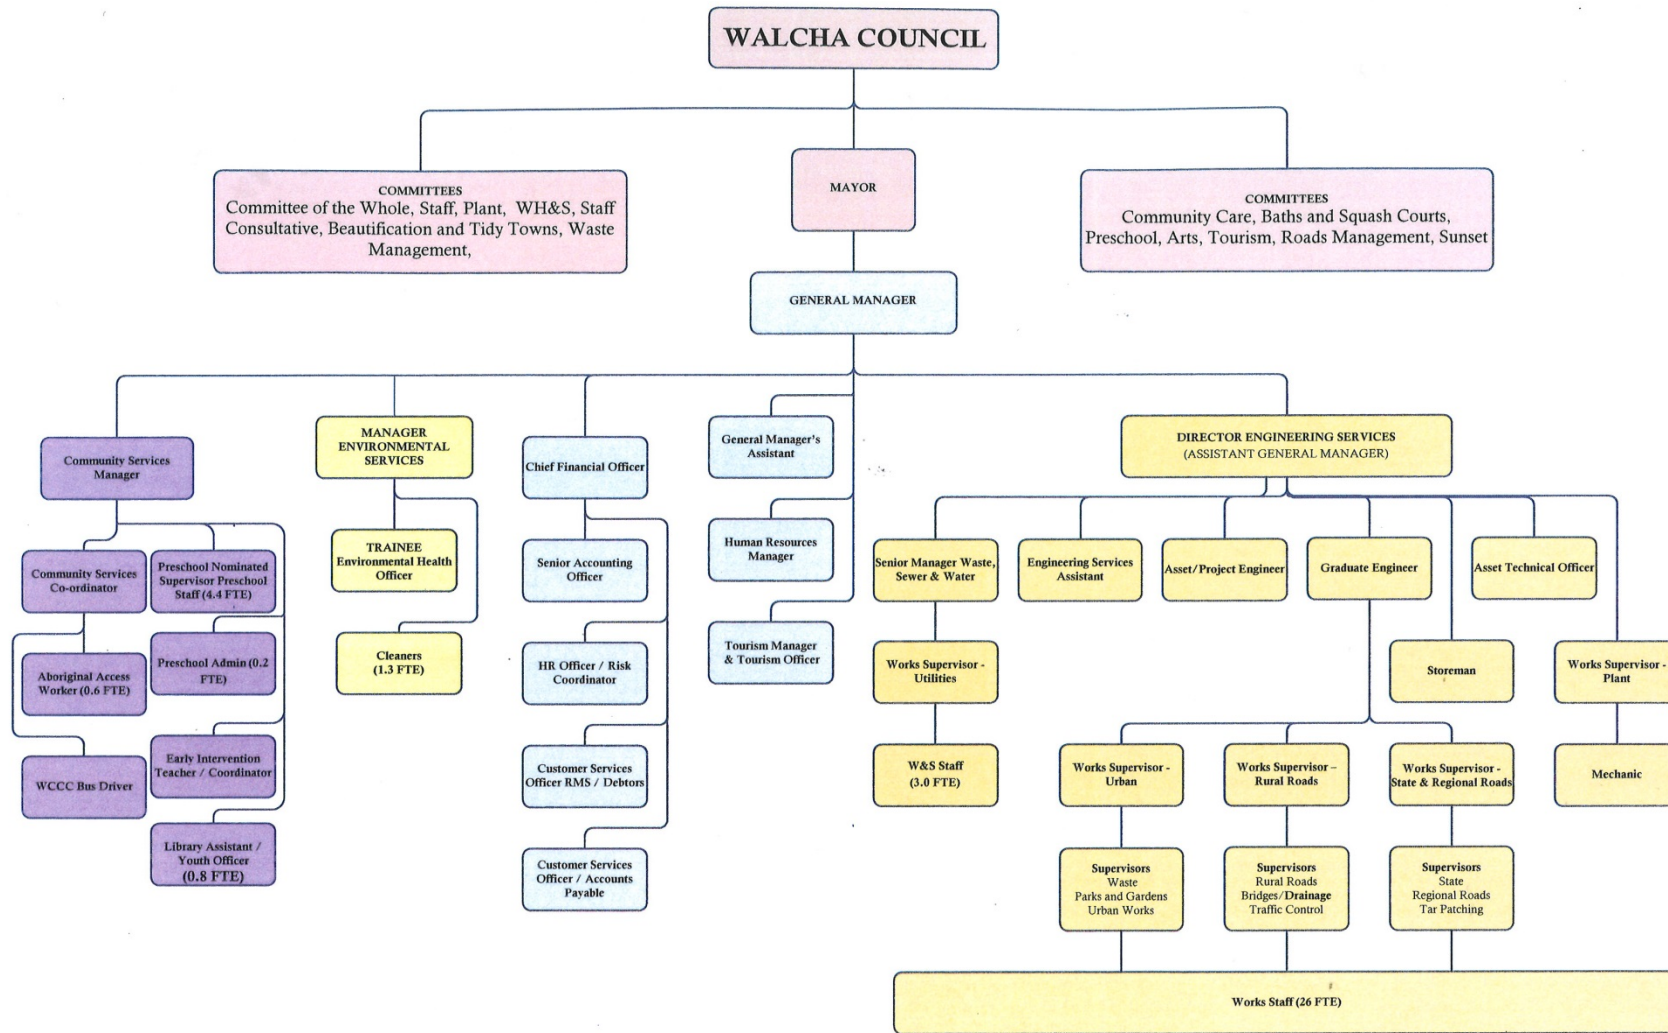 WALCHA COUNCIL
COMMITTEES
Committee of the Whole, Staff, Plant, WH&S, Staff
Consultative, Beautification and Tidy Towns, Waste
Management,
MAYOR
COMMITTEES
Community Care, Baths and Squash Courts,
Preschool, Arts, Tourism, Roads Management, Sunset
GENERAL MANAGER
Community Services
Manager
MANAGER
ENVIRONMENTAL
SERVICES
Chief Financial Officer
General Manager's
Assistant
DIRECTOR ENGINEERING SERVICES
(ASSISTANT GENERAL MANAGER)
Community Services
Co-ordinator
Preschool Nominated
Supervisor Preschool
Staff (4.4 FTE)
TRAINEE
Environmental Health
Officer
Senior Accounting
Officer
Human Resources
Manager
Senior Manager Waste,
Sewer & Water
Engineering Services
Assistant
Asset/Project Engineer
Graduate Engineer
Asset Technical Officer
Aboriginal Access
Worker (0.6 FTE)
Preschool Admin (0.2
FTE)
Cleaners
(1.3 FTE)
HR Officer / Risk
Coordinator
Tourism Manager
& Tourism Officer
Works Supervisor -
Utilities
Storeman
Works Supervisor -
Plant
WCCC Bus Driver
Early Intervention
Teacher / Coordinator
Customer Services
Officer RMS / Debtors
W&S Staff
(3.0 FTE)
Works Supervisor -
Urban
Works Supervisor –
Rural Roads
Works Supervisor -
State & Regional Roads
Mechanic
Library Assistant /
Youth Officer
(0.8 FTE)
Customer Services
Officer / Accounts
Payable
Supervisors
Waste
Parks and Gardens
Urban Works
Supervisors
Rural Roads
Bridges/Drainage
Traffic Control
Supervisors
State
Regional Roads
Tar Patching
Works Staff (26 FTE)